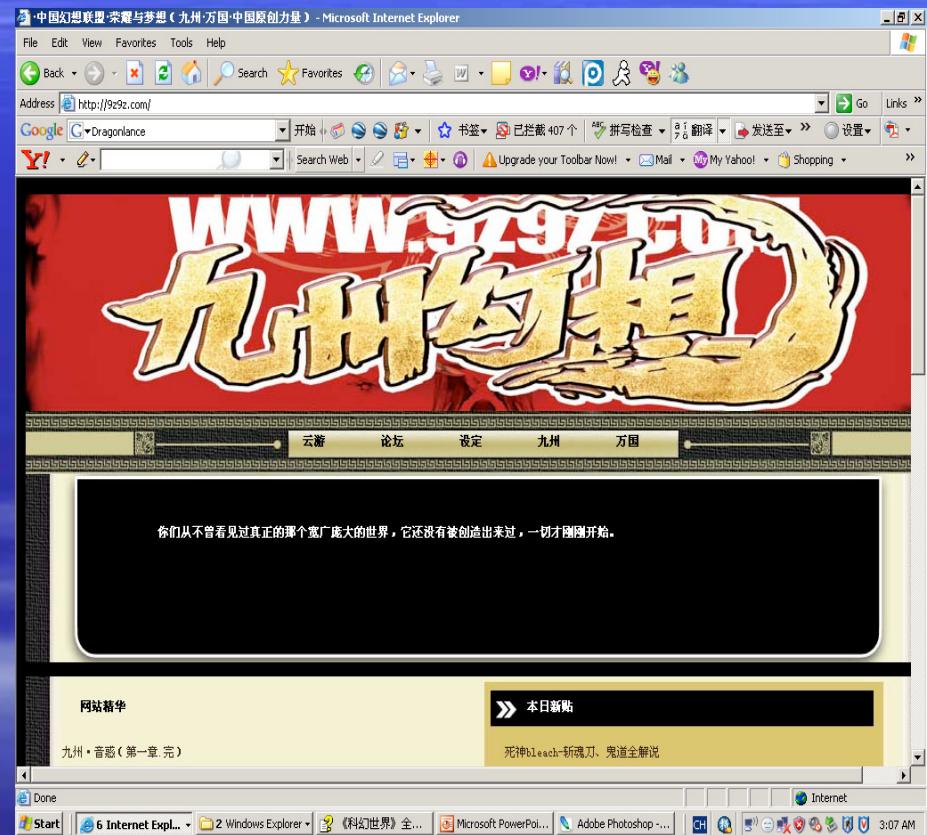 ·中国幻想联盟·荣耀与梦想（九州·万国·中国原创力量） - Microsoft Internet Explorer
File Edit View Favorites Tools Help
Back Search Favorites
Address http://9z9z.com/ Go Links »
Google G Dragonlance 开始 书签 已拦截 407 个 拼写检查 翻译 发送至 » 设置
Y! Search Web Upgrade your Toolbar Now! Mail My Yahoo! Shopping »
WWW.9z9z.com
九州幻想
云游 论坛 设定 九州 万国
你们从不曾看见过真正的那个宽广庞大的世界，它还没有被创造出来过，一切才刚刚开始。
网站精华 本日新贴
九州·音惑（第一章.完） 死神bleach-斩魂刀、鬼道全解说
Done Internet
Start 6 Internet Expl... 2 Windows Explorer 《科幻世界》全... Microsoft PowerPoi... Adobe Photoshop -... CH 3:07 AM